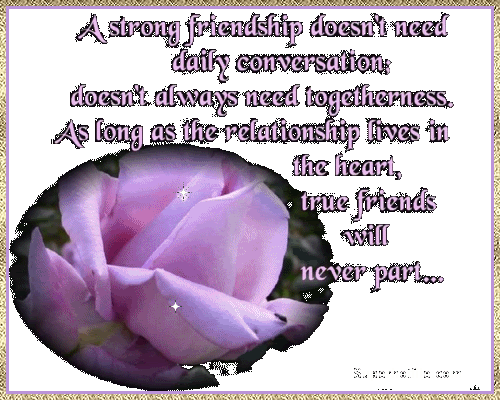 A strong friendship doesn't need
daily conversation;
doesn't always need togetherness.
As long as the relationship lives in
the heart,
true friends
will
never part...